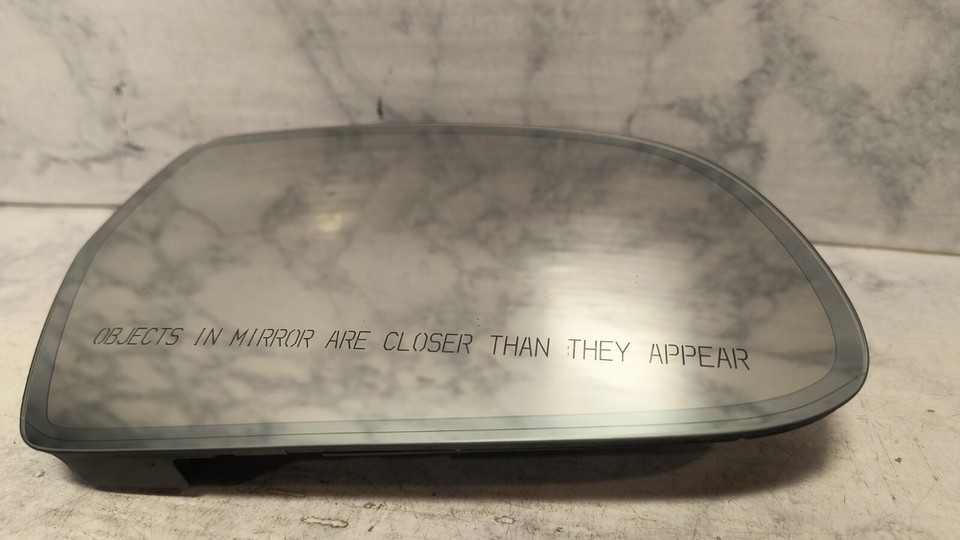 OBJECTS IN MIRROR ARE CLOSER THAN THEY APPEAR